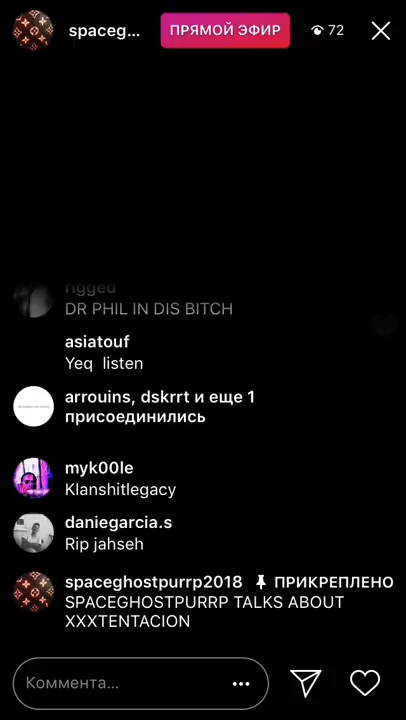 spaceg...
ПРЯМОЙ ЭФИР
72
rigged
DR PHIL IN DIS BITCH
asiatouf
Yeq listen
arrouins, dskrrt и еще 1
присоединились
myk00le
Klanshitlegacy
daniegarcia.s
Rip jahseh
spaceghostpurrp2018 ПРИКРЕПЛЕНО
SPACEGHOSTPURRP TALKS ABOUT
XXXTENTACION
Коммента...